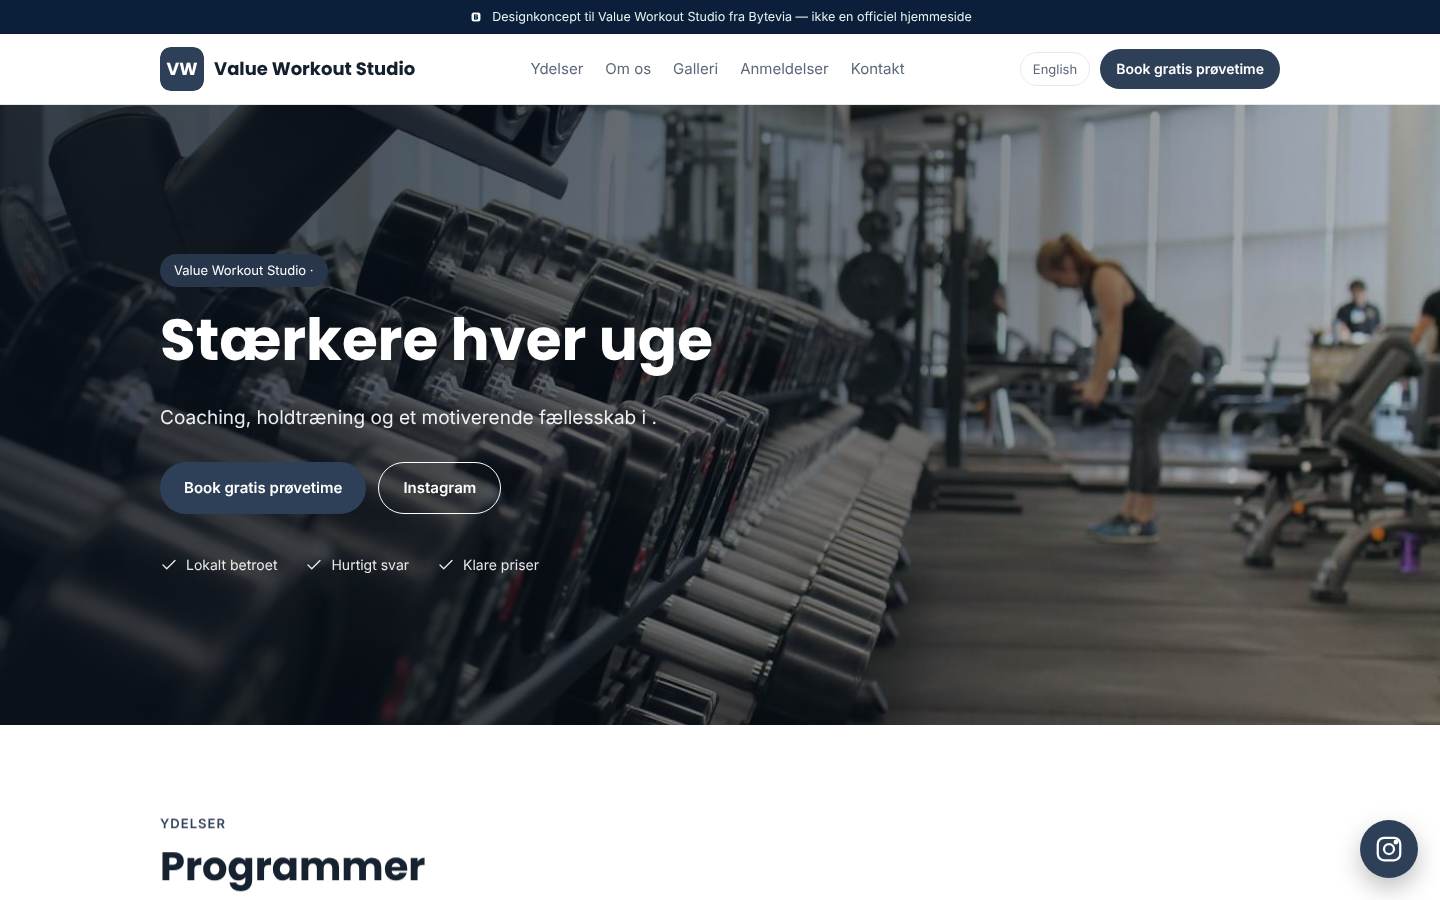 Designkoncept til Value Workout Studio fra Bytevia — ikke en officiel hjemmeside
VW Value Workout Studio Ydelser Om os Galleri Anmeldelser Kontakt English Book gratis prøvetime
Value Workout Studio ·
Stærkere hver uge
Coaching, holdtræning og et motiverende fællesskab i .
Book gratis prøvetime Instagram
Lokalt betroet Hurtigt svar Klare priser
YDELSER
Programmer